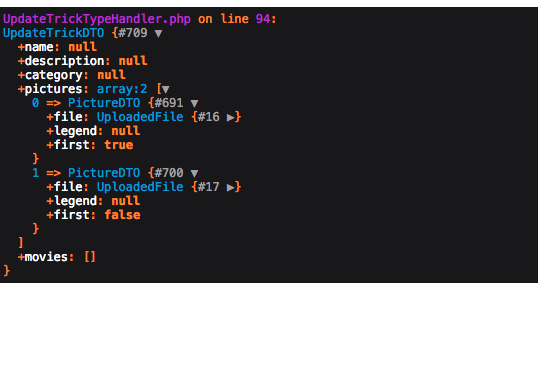 UpdateTrickTypeHandler.php on line 94:
UpdateTrickDTO {#709 ▼
  +name: null
  +description: null
  +category: null
  +pictures: array:2 [▼
    0 => PictureDTO {#691 ▼
      +file: UploadedFile {#16 ▶}
      +legend: null
      +first: true
    }
    1 => PictureDTO {#700 ▼
      +file: UploadedFile {#17 ▶}
      +legend: null
      +first: false
    }
  ]
  +movies: []
}